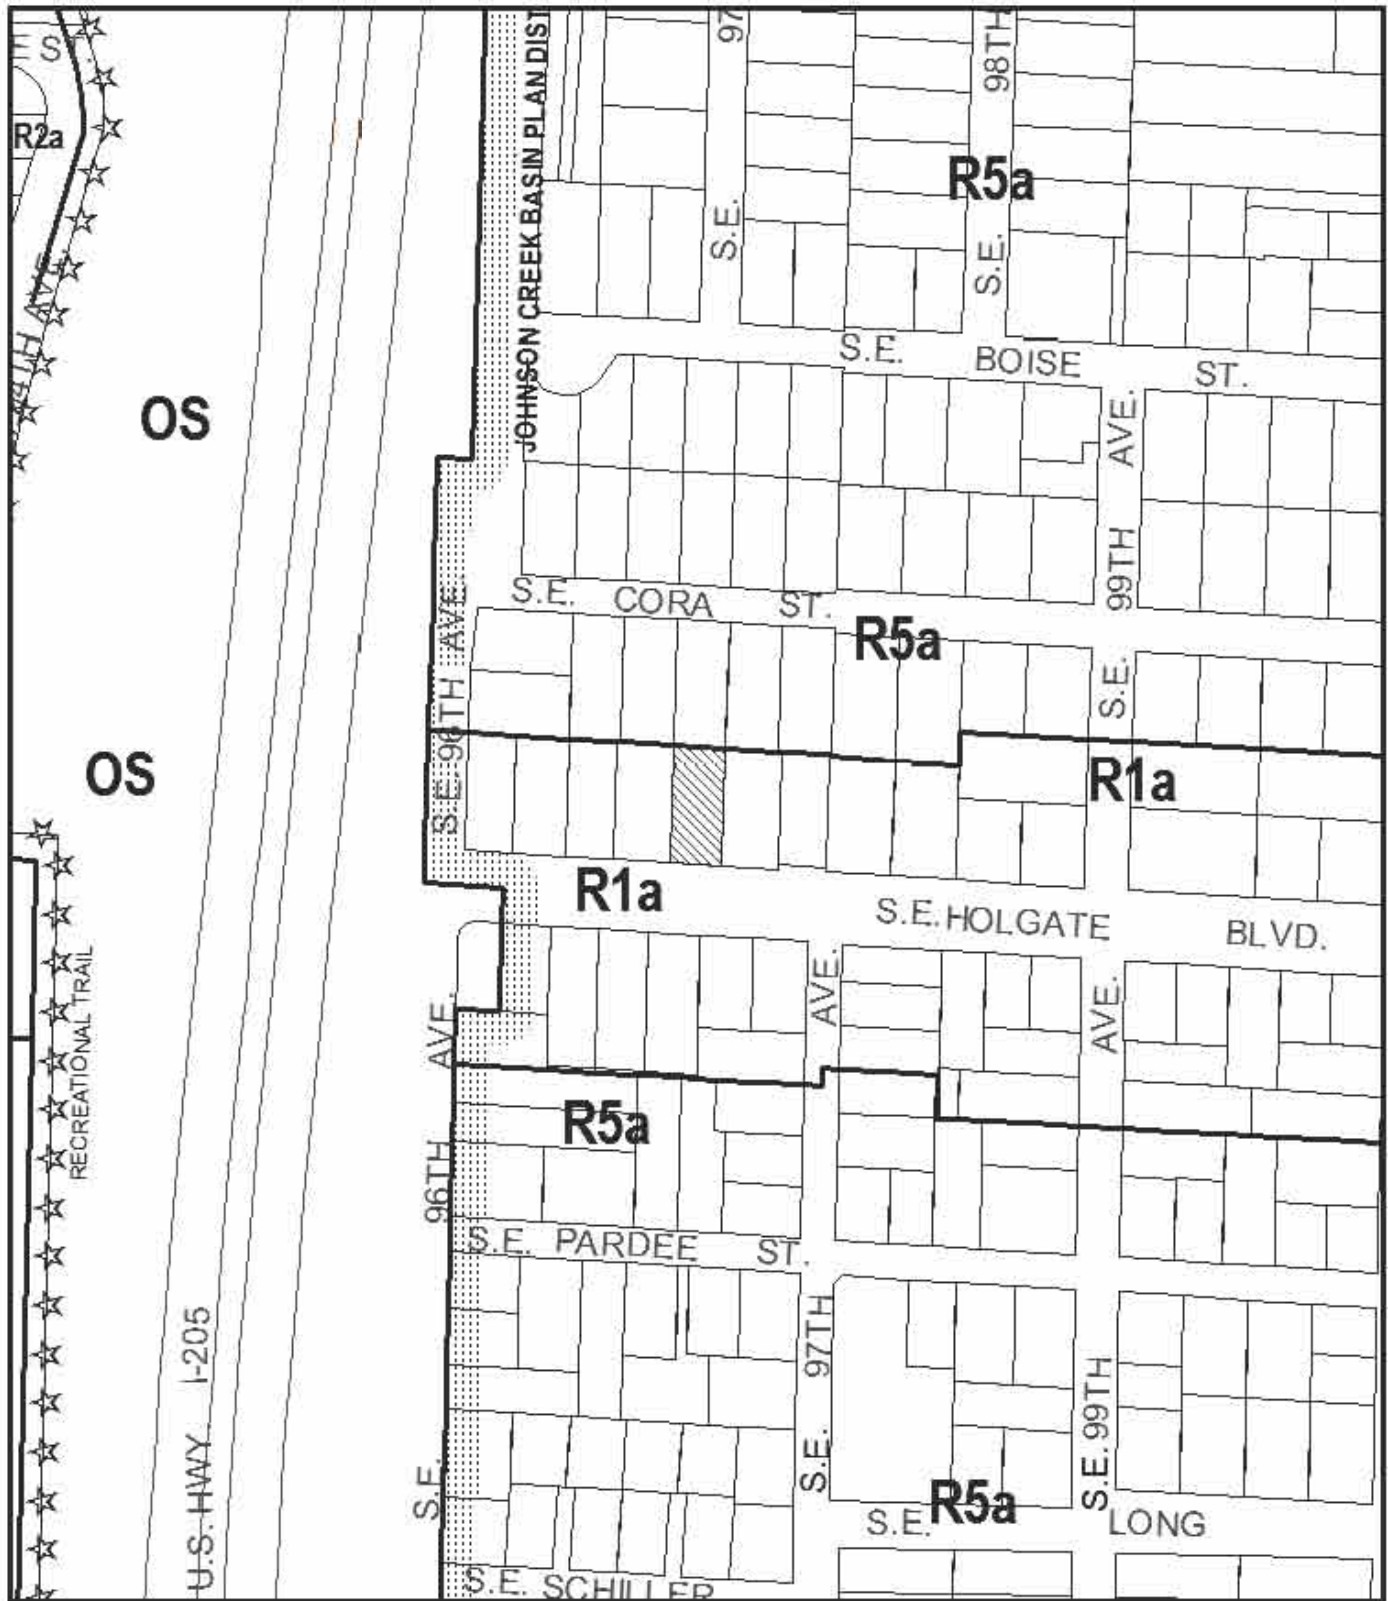 E S
R2a
JOHNSON CREEK BASIN PLAN DIST
97
S.E.
98TH
S.E.
R5a
AVE.
OS
S.E. BOISE ST.
99TH AVE.
S.E.
S.E. CORA ST.
R5a
S.E. 96TH AVE.
OS
R1a
R1a
S.E. HOLGATE BLVD.
RECREATIONAL TRAIL
AVE.
AVE.
AVE.
R5a
96TH
S.E.
S.E. PARDEE ST.
U.S. HWY. I-205
S.E. 97TH
S.E. 99TH
R5a
S.E. LONG
S.E. SCHILLER